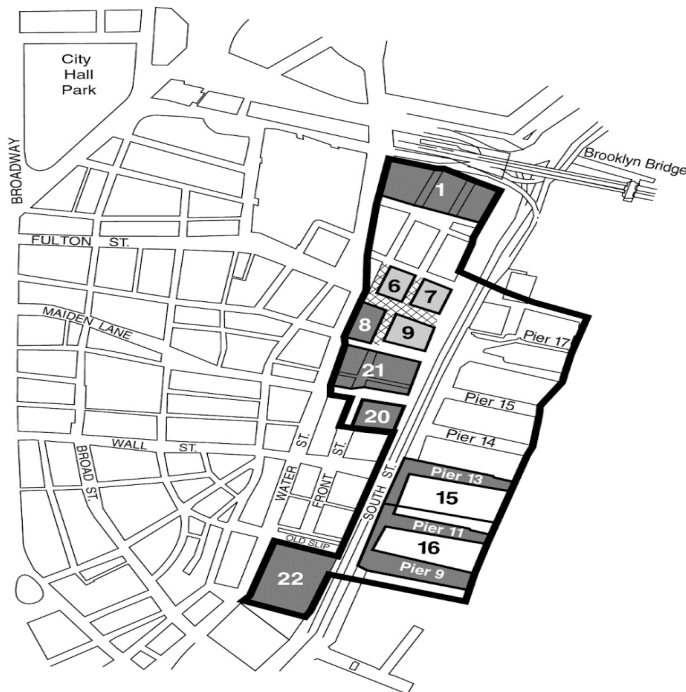 City
Hall
Park
BROADWAY
Brooklyn Bridge
1
FULTON ST.
6
7
MAIDEN LANE
8
9
Pier 17
21
Pier 15
20
Pier 14
WALL ST.
BROAD ST.
WATER ST.
FRONT ST.
SOUTH ST.
Pier 13
15
Pier 11
16
OLD SLIP
Pier 9
22